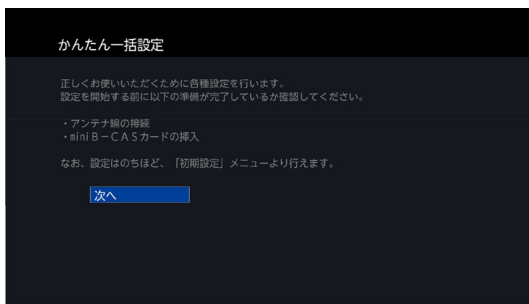 かんたん一括設定
正しくお使いいただくために各種設定を行います。
設定を開始する前に以下の準備が完了しているか確認してください。
・アンテナ線の接続
・miniB－CASカードの挿入
なお、設定はのちほど、「初期設定」メニューより行えます。
次へ